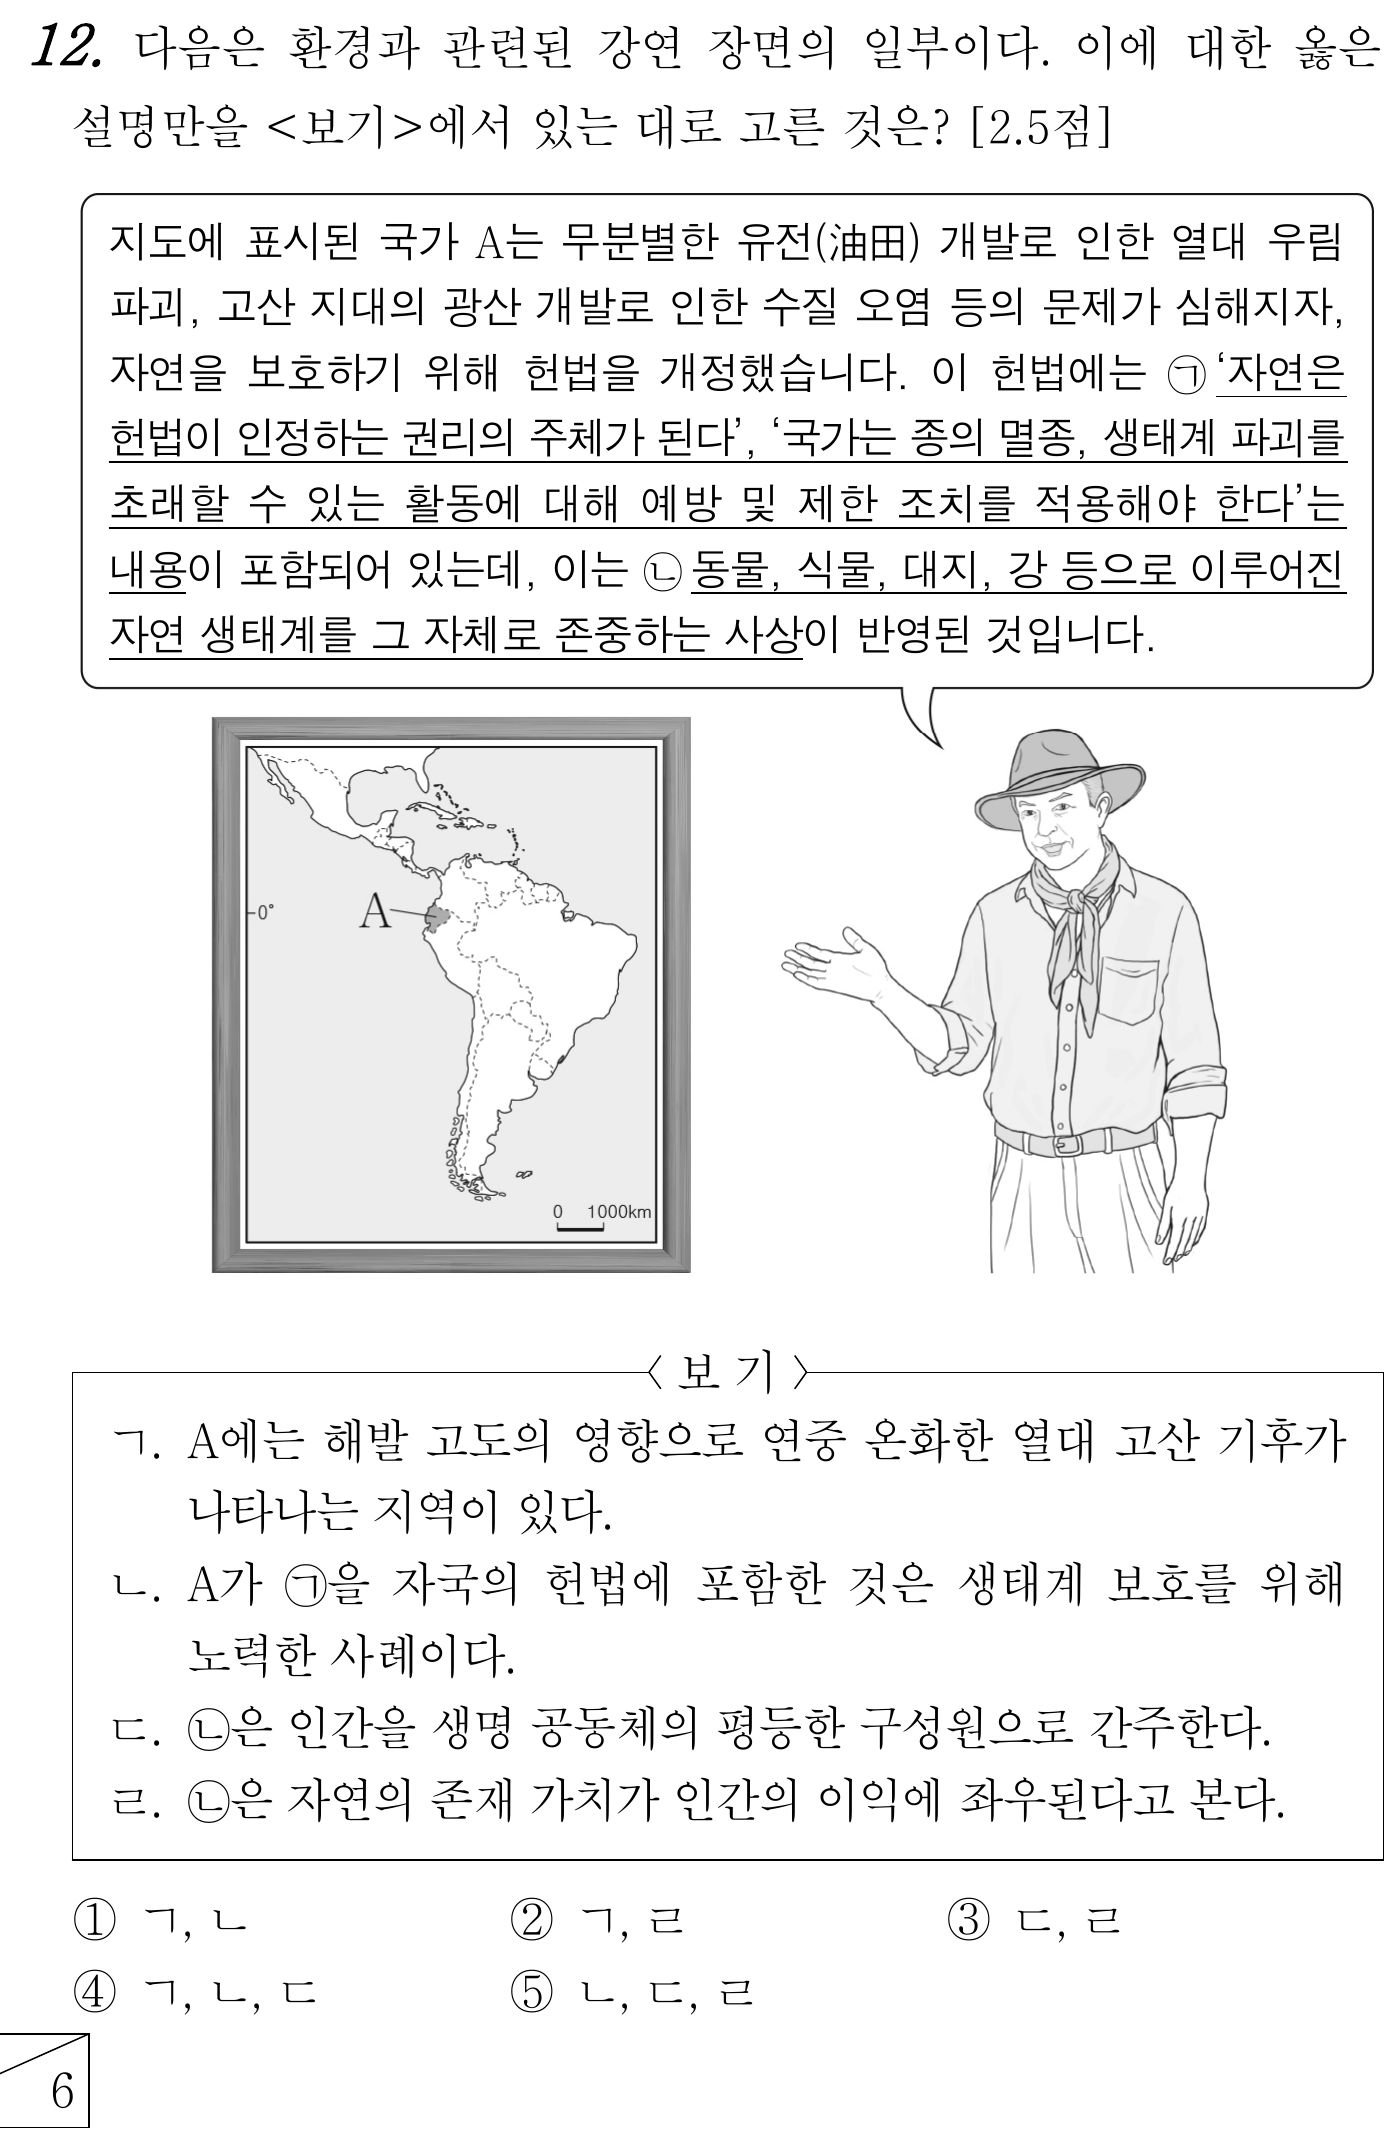 12. 다음은 환경과 관련된 강연 장면의 일부이다. 이에 대한 옳은
설명만을 <보기>에서 있는 대로 고른 것은? [2.5점]
지도에 표시된 국가 A는 무분별한 유전(油田) 개발로 인한 열대 우림
파괴, 고산 지대의 광산 개발로 인한 수질 오염 등의 문제가 심해지자,
자연을 보호하기 위해 헌법을 개정했습니다. 이 헌법에는 ㉠‘자연은
헌법이 인정하는 권리의 주체가 된다’, ‘국가는 종의 멸종, 생태계 파괴를
초래할 수 있는 활동에 대해 예방 및 제한 조치를 적용해야 한다’는
내용이 포함되어 있는데, 이는 ㉡동물, 식물, 대지, 강 등으로 이루어진
자연 생태계를 그 자체로 존중하는 사상이 반영된 것입니다.
A
0°
0 1000km
<보기>
ㄱ. A에는 해발 고도의 영향으로 연중 온화한 열대 고산 기후가
나타나는 지역이 있다.
ㄴ. A가 ㉠을 자국의 헌법에 포함한 것은 생태계 보호를 위해
노력한 사례이다.
ㄷ. ㉡은 인간을 생명 공동체의 평등한 구성원으로 간주한다.
ㄹ. ㉡은 자연의 존재 가치가 인간의 이익에 좌우된다고 본다.
① ㄱ, ㄴ ② ㄱ, ㄹ ③ ㄷ, ㄹ
④ ㄱ, ㄴ, ㄷ ⑤ ㄴ, ㄷ, ㄹ
6